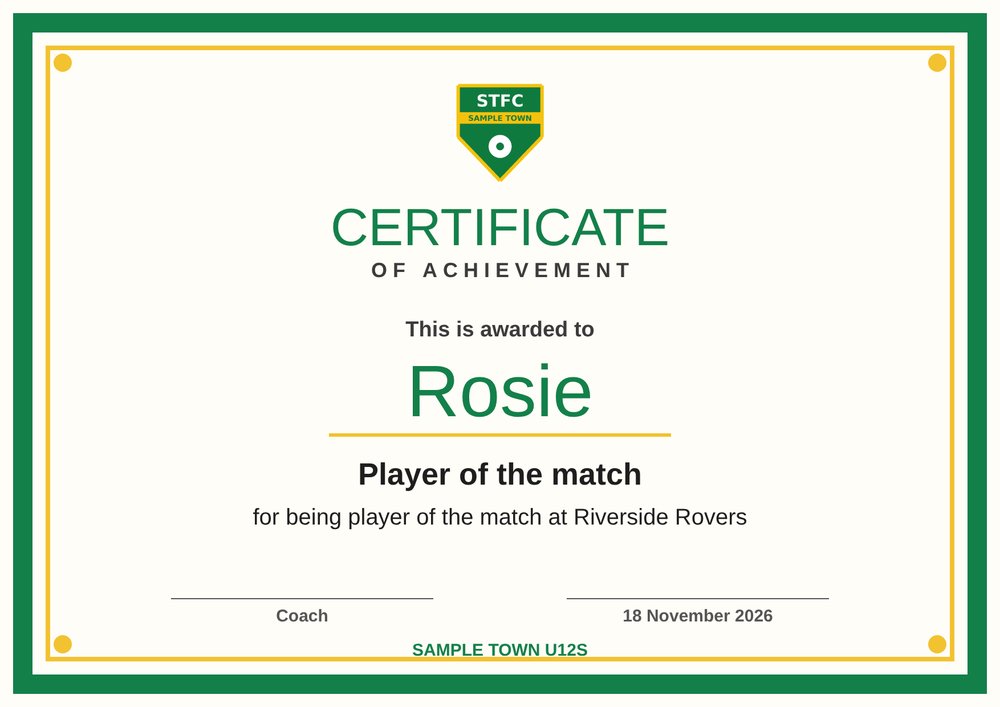 STFC
SAMPLE TOWN
CERTIFICATE
OF ACHIEVEMENT
This is awarded to
Rosie
Player of the match
for being player of the match at Riverside Rovers
Coach
18 November 2026
SAMPLE TOWN U12S